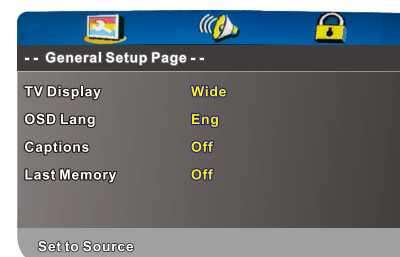 -- General Setup Page --
TV Display Wide
OSD Lang Eng
Captions Off
Last Memory Off
Set to Source